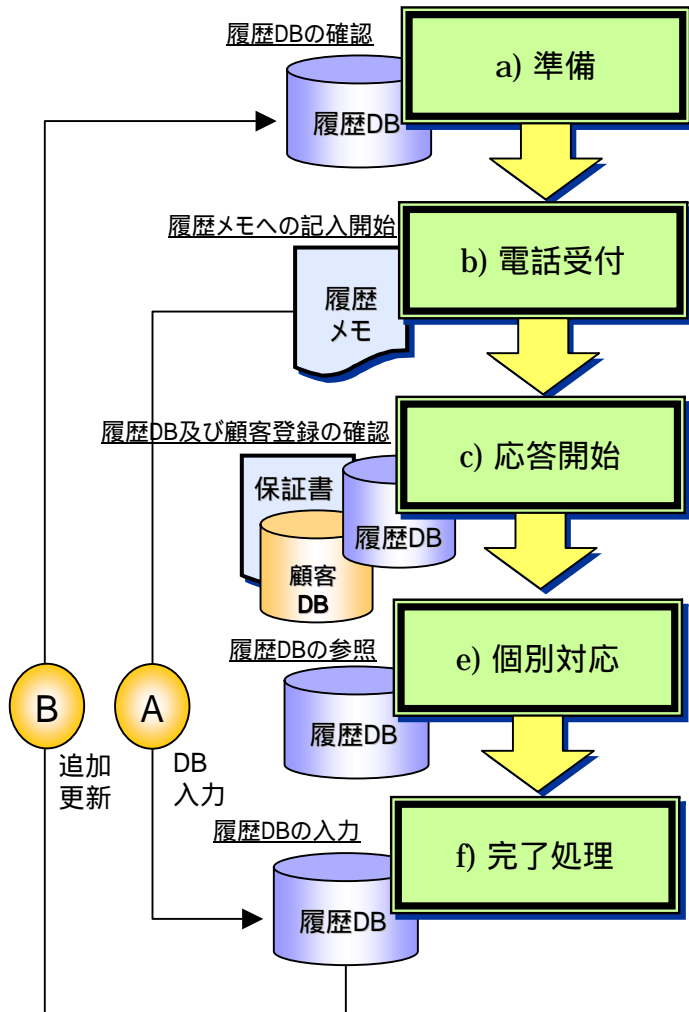 履歴DBの確認
履歴DB
a) 準備
履歴メモへの記入開始
履歴
メモ
b) 電話受付
履歴DB及び顧客登録の確認
保証書
履歴DB
顧客
DB
c) 応答開始
履歴DBの参照
履歴DB
e) 個別対応
B
追加
更新
A
DB
入力
履歴DBの入力
履歴DB
f) 完了処理